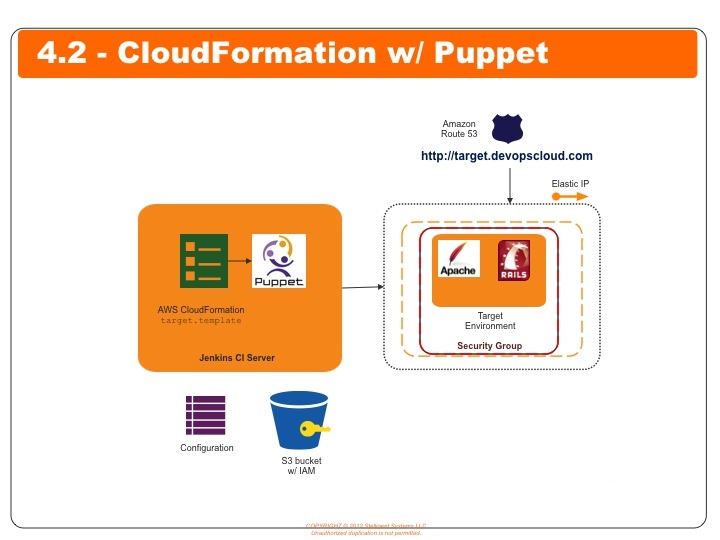 4.2 - CloudFormation w/ Puppet
Amazon
Route 53
http://target.devopscloud.com
Elastic IP
Puppet
Apache
RAILS
AWS CloudFormation
target.template
Target
Environment
Security Group
Jenkins CI Server
Configuration
S3 bucket
w/ IAM
COPYRIGHT © 2012 Stelligent Systems LLC
Unauthorized duplication is not permitted.